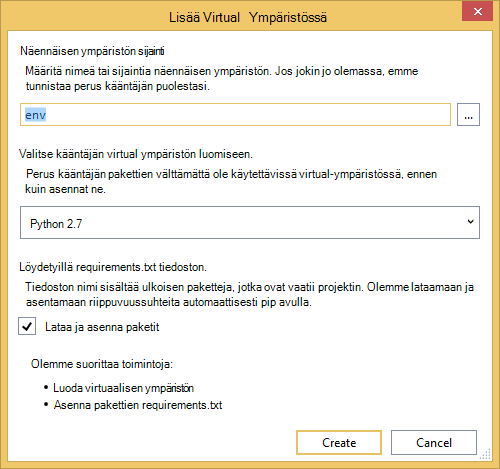 Lisää Virtual Ympäristössä
Näennäisen ympäristön sijainti
Määritä nimeä tai sijaintia näennäisen ympäristön. Jos jokin jo olemassa, emme
tunnistaa perus kääntäjän puolestasi.
env
...
Valitse kääntäjän virtual ympäristön luomiseen.
Perus kääntäjän pakettien välttämättä ole käytettävissä virtual-ympäristössä, ennen
kuin asennat ne.
Python 2.7
Löydetyillä requirements.txt tiedoston.
Tiedoston nimi sisältää ulkoisen paketteja, jotka ovat vaatii projektin. Olemme lataamaan ja
asentamaan riippuvuussuhteita automaattisesti pip avulla.
Lataa ja asenna paketit
Olemme suorittaa toimintoja:
• Luoda virtuaalisen ympäristön
• Asenna pakettien requirements.txt
Create Cancel